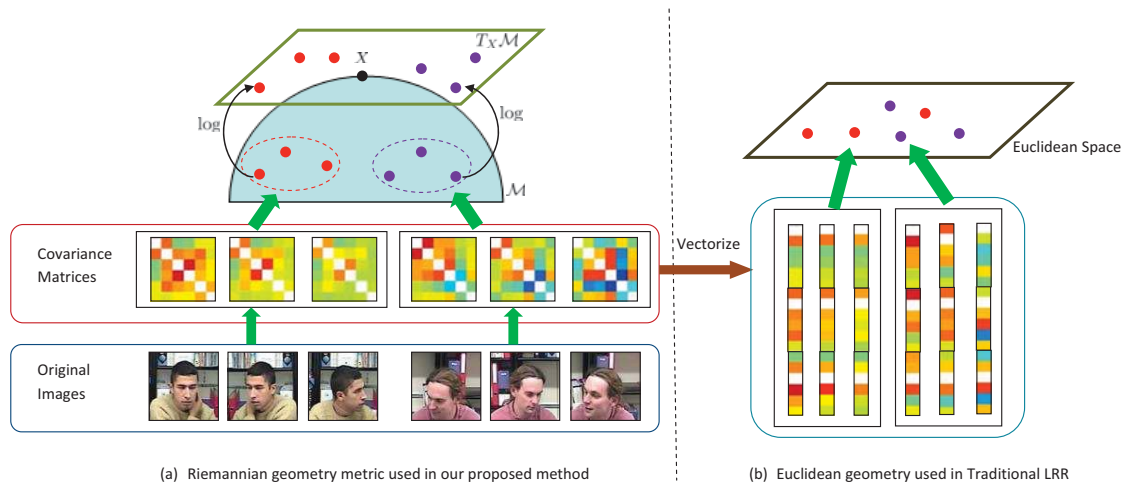 T_X M
X
log
log
M
Euclidean Space
Covariance
Matrices
Vectorize
Original
Images
(a) Riemannian geometry metric used in our proposed method
(b) Euclidean geometry used in Traditional LRR